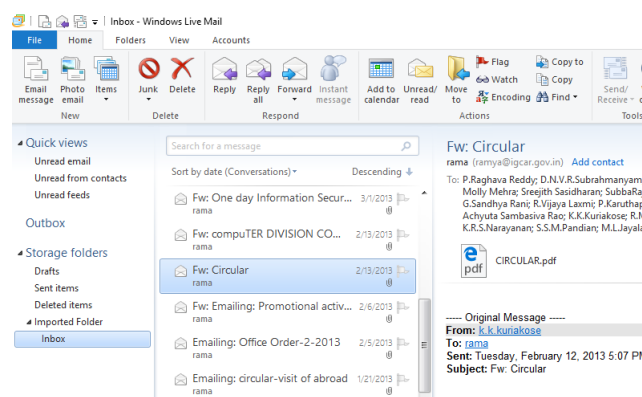 Inbox - Windows Live Mail
File Home Folders View Accounts
Email message Photo email Items Junk Delete Reply Reply all Forward Instant message Add to calendar Unread/ read Move to Flag Watch Encoding Copy to Copy Find Send/ Receive
New Delete Respond Actions Tools
Quick views
Unread email
Unread from contacts
Unread feeds
Outbox
Storage folders
Drafts
Sent items
Deleted items
Imported Folder
Inbox
Search for a message
Sort by date (Conversations) Descending
Fw: One day Information Secur... 3/1/2013
rama
Fw: compuTER DIVISION CO... 2/13/2013
rama
Fw: Circular 2/13/2013
rama
Fw: Emailing: Promotional activ... 2/6/2013
rama
Emailing: Office Order-2-2013 2/5/2013
rama
Emailing: circular-visit of abroad 1/21/2013
rama
Fw: Circular
rama (ramya@igcar.gov.in) Add contact
To: P.Raghava Reddy; D.N.V.R.Subrahmanyam
Molly Mehra; Sreejith Sasidharan; SubbaRa
G.Sandhya Rani; R.Vijaya Laxmi; P.Karuthap
Achyuta Sambasiva Rao; K.K.Kuriakose; R.M
K.R.S.Narayanan; S.S.M.Pandian; M.L.Jayala
pdf CIRCULAR.pdf
----- Original Message -----
From: k.k.kuriakose
To: rama
Sent: Tuesday, February 12, 2013 5:07 PM
Subject: Fw: Circular